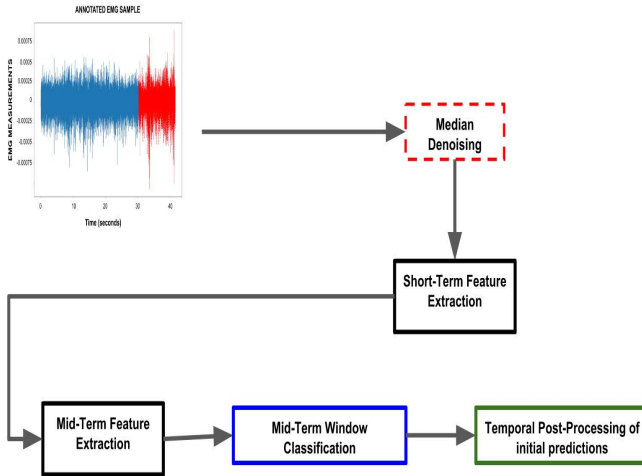 ANNOTATED EMG SAMPLE
EMG MEASUREMENTS
0.00075
0.00050
0.00025
0
-0.00025
-0.00050
-0.00075
0 10 20 30 40
Time (seconds)
Median
Denoising
Short-Term Feature
Extraction
Mid-Term Feature
Extraction
Mid-Term Window
Classification
Temporal Post-Processing of
initial predictions